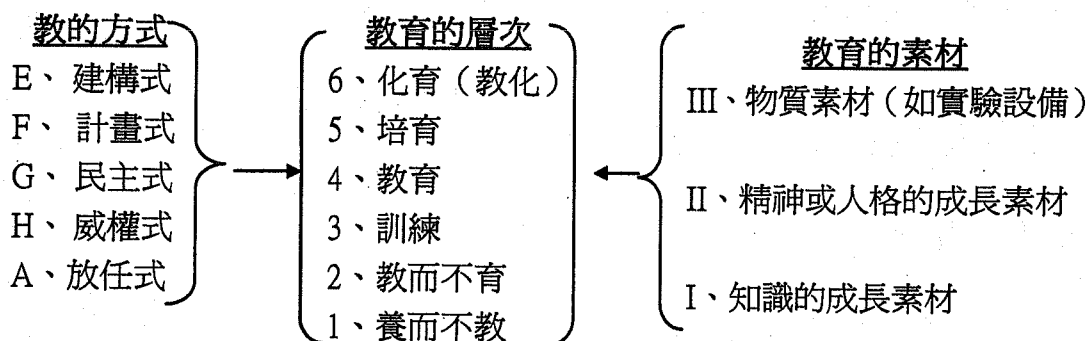 教的方式
E、 建構式
F、 計畫式
G、 民主式
H、 威權式
A、放任式
教育的層次
6、化育（教化）
5、培育
4、教育
3、訓練
2、教而不育
1、養而不教
教育的素材
III、物質素材（如實驗設備）
II、精神或人格的成長素材
I、知識的成長素材